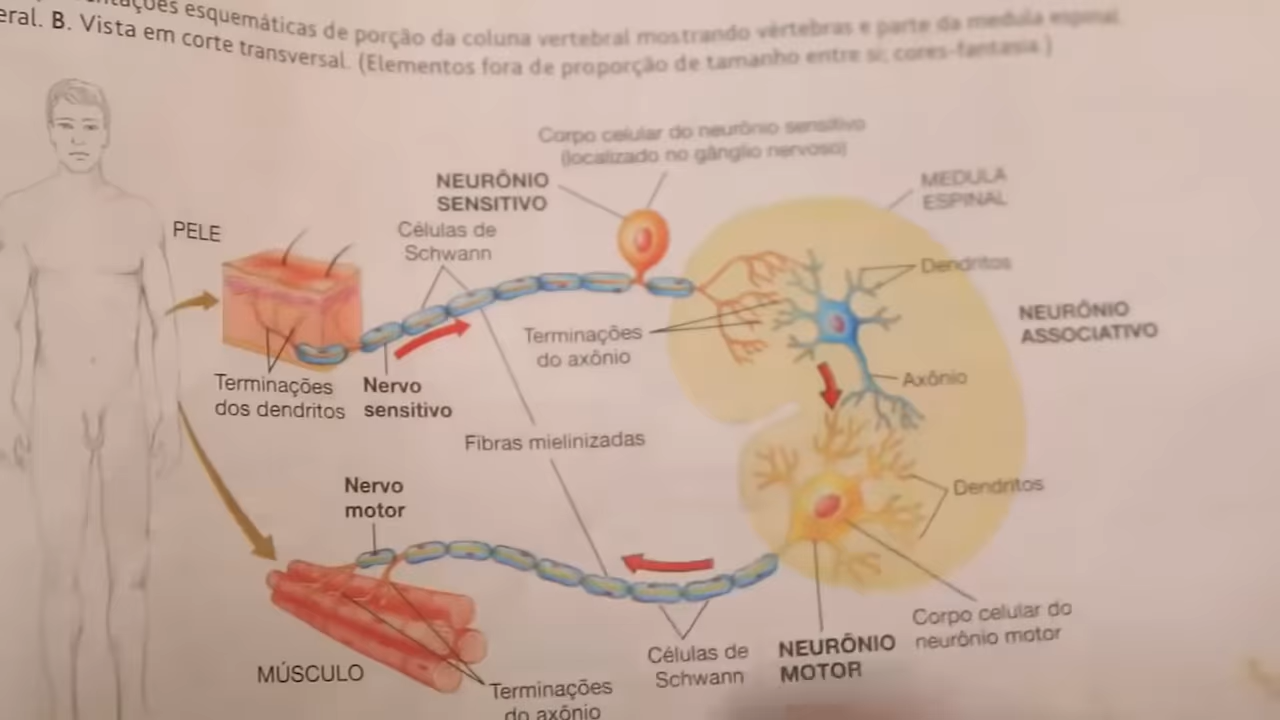 esquemáticas de porção da coluna vertebral mostrando vértebras e parte da medula espinal.
eral. B. Vista em corte transversal. (Elementos fora de proporção de tamanho entre si; cores-fantasia.)
Corpo celular do neurônio sensitivo
(localizado no gânglio nervoso)
NEURÔNIO
SENSITIVO
MEDULA
ESPINAL
PELE
Células de
Schwann
Dendritos
NEURÔNIO
ASSOCIATIVO
Terminações
do axônio
Axônio
Terminações
dos dendritos
Nervo
sensitivo
Fibras mielinizadas
Nervo
motor
Dendritos
Corpo celular do
neurônio motor
Células de
Schwann
NEURÔNIO
MOTOR
MÚSCULO
Terminações
do axônio